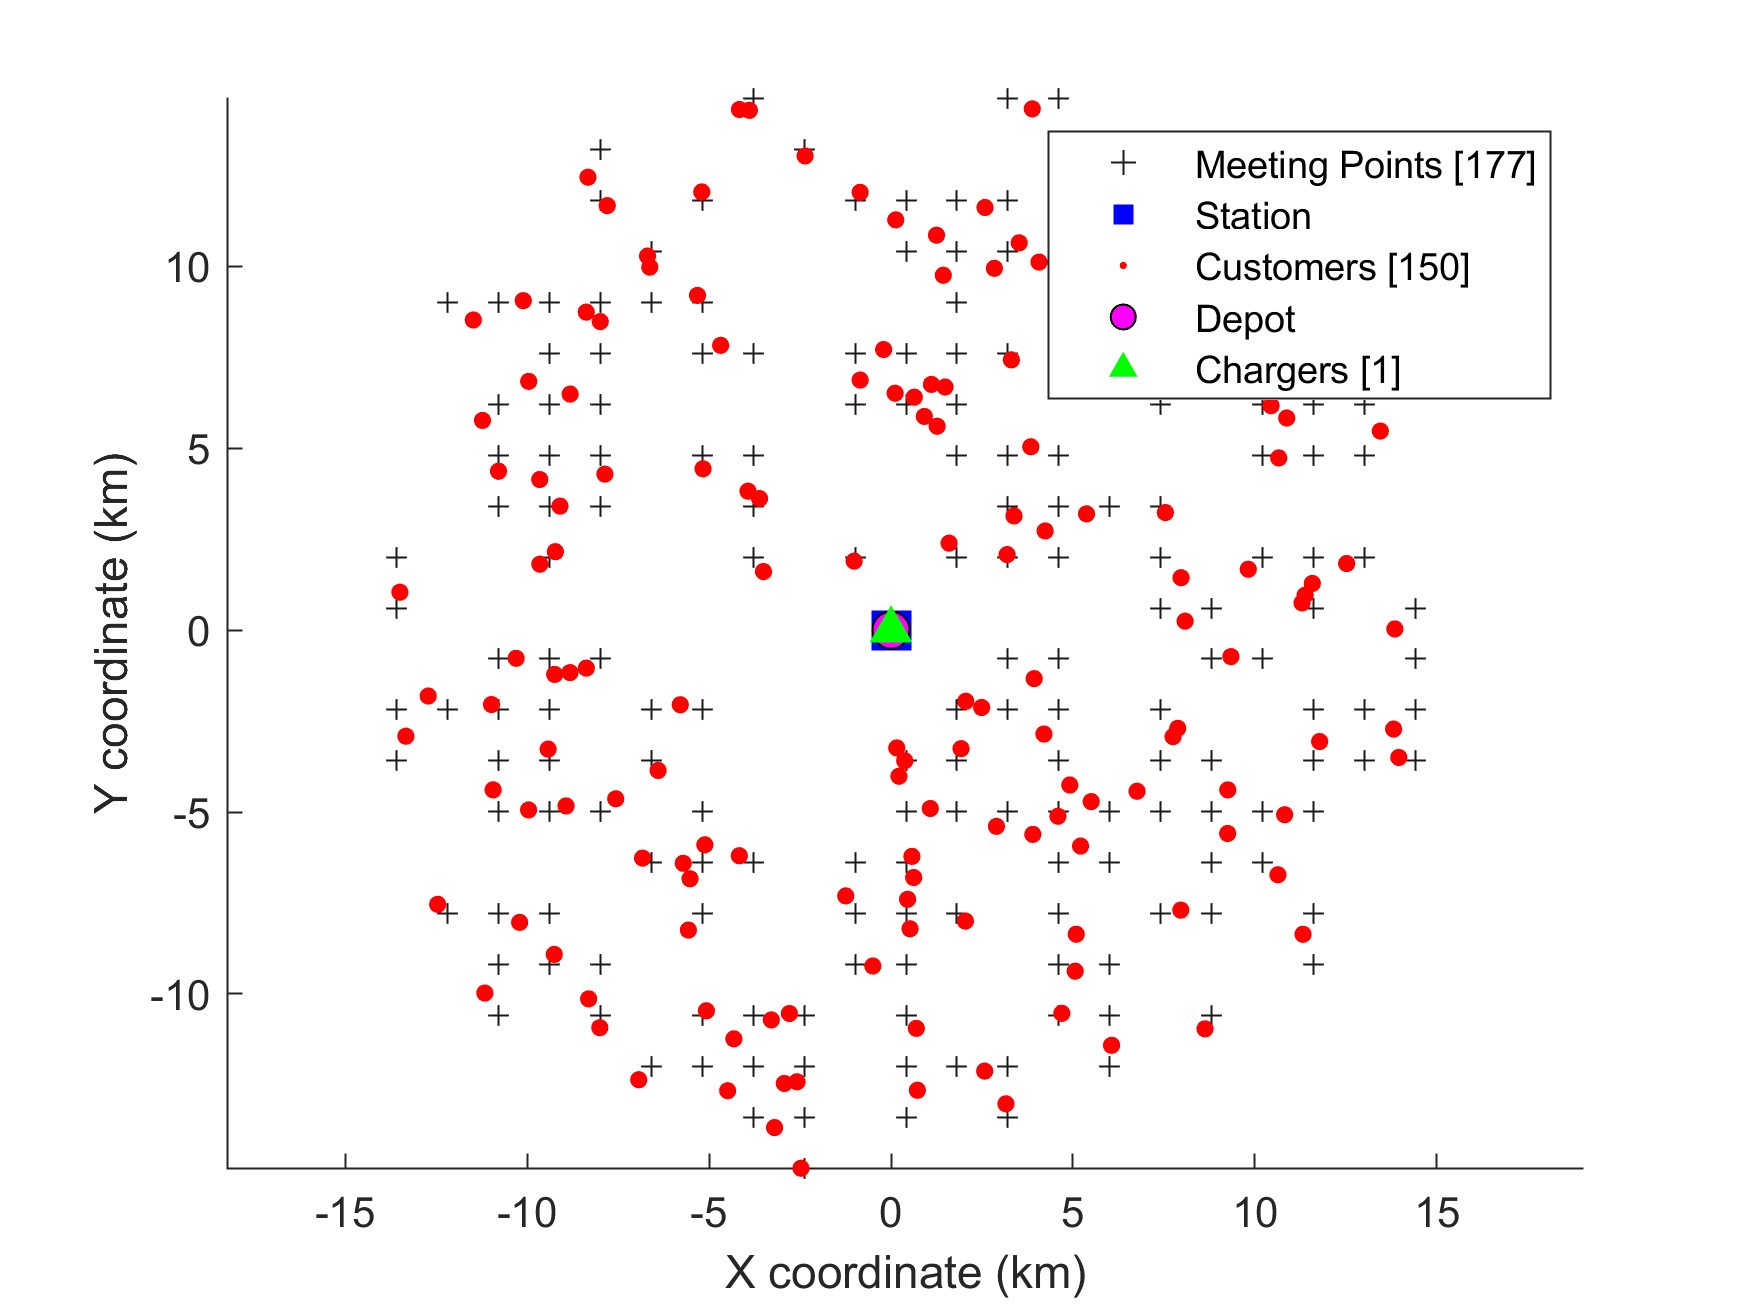 Meeting Points [177]
Station
Customers [150]
Depot
Chargers [1]
10
5
0
-5
-10
Y coordinate (km)
-15 -10 -5 0 5 10 15
X coordinate (km)